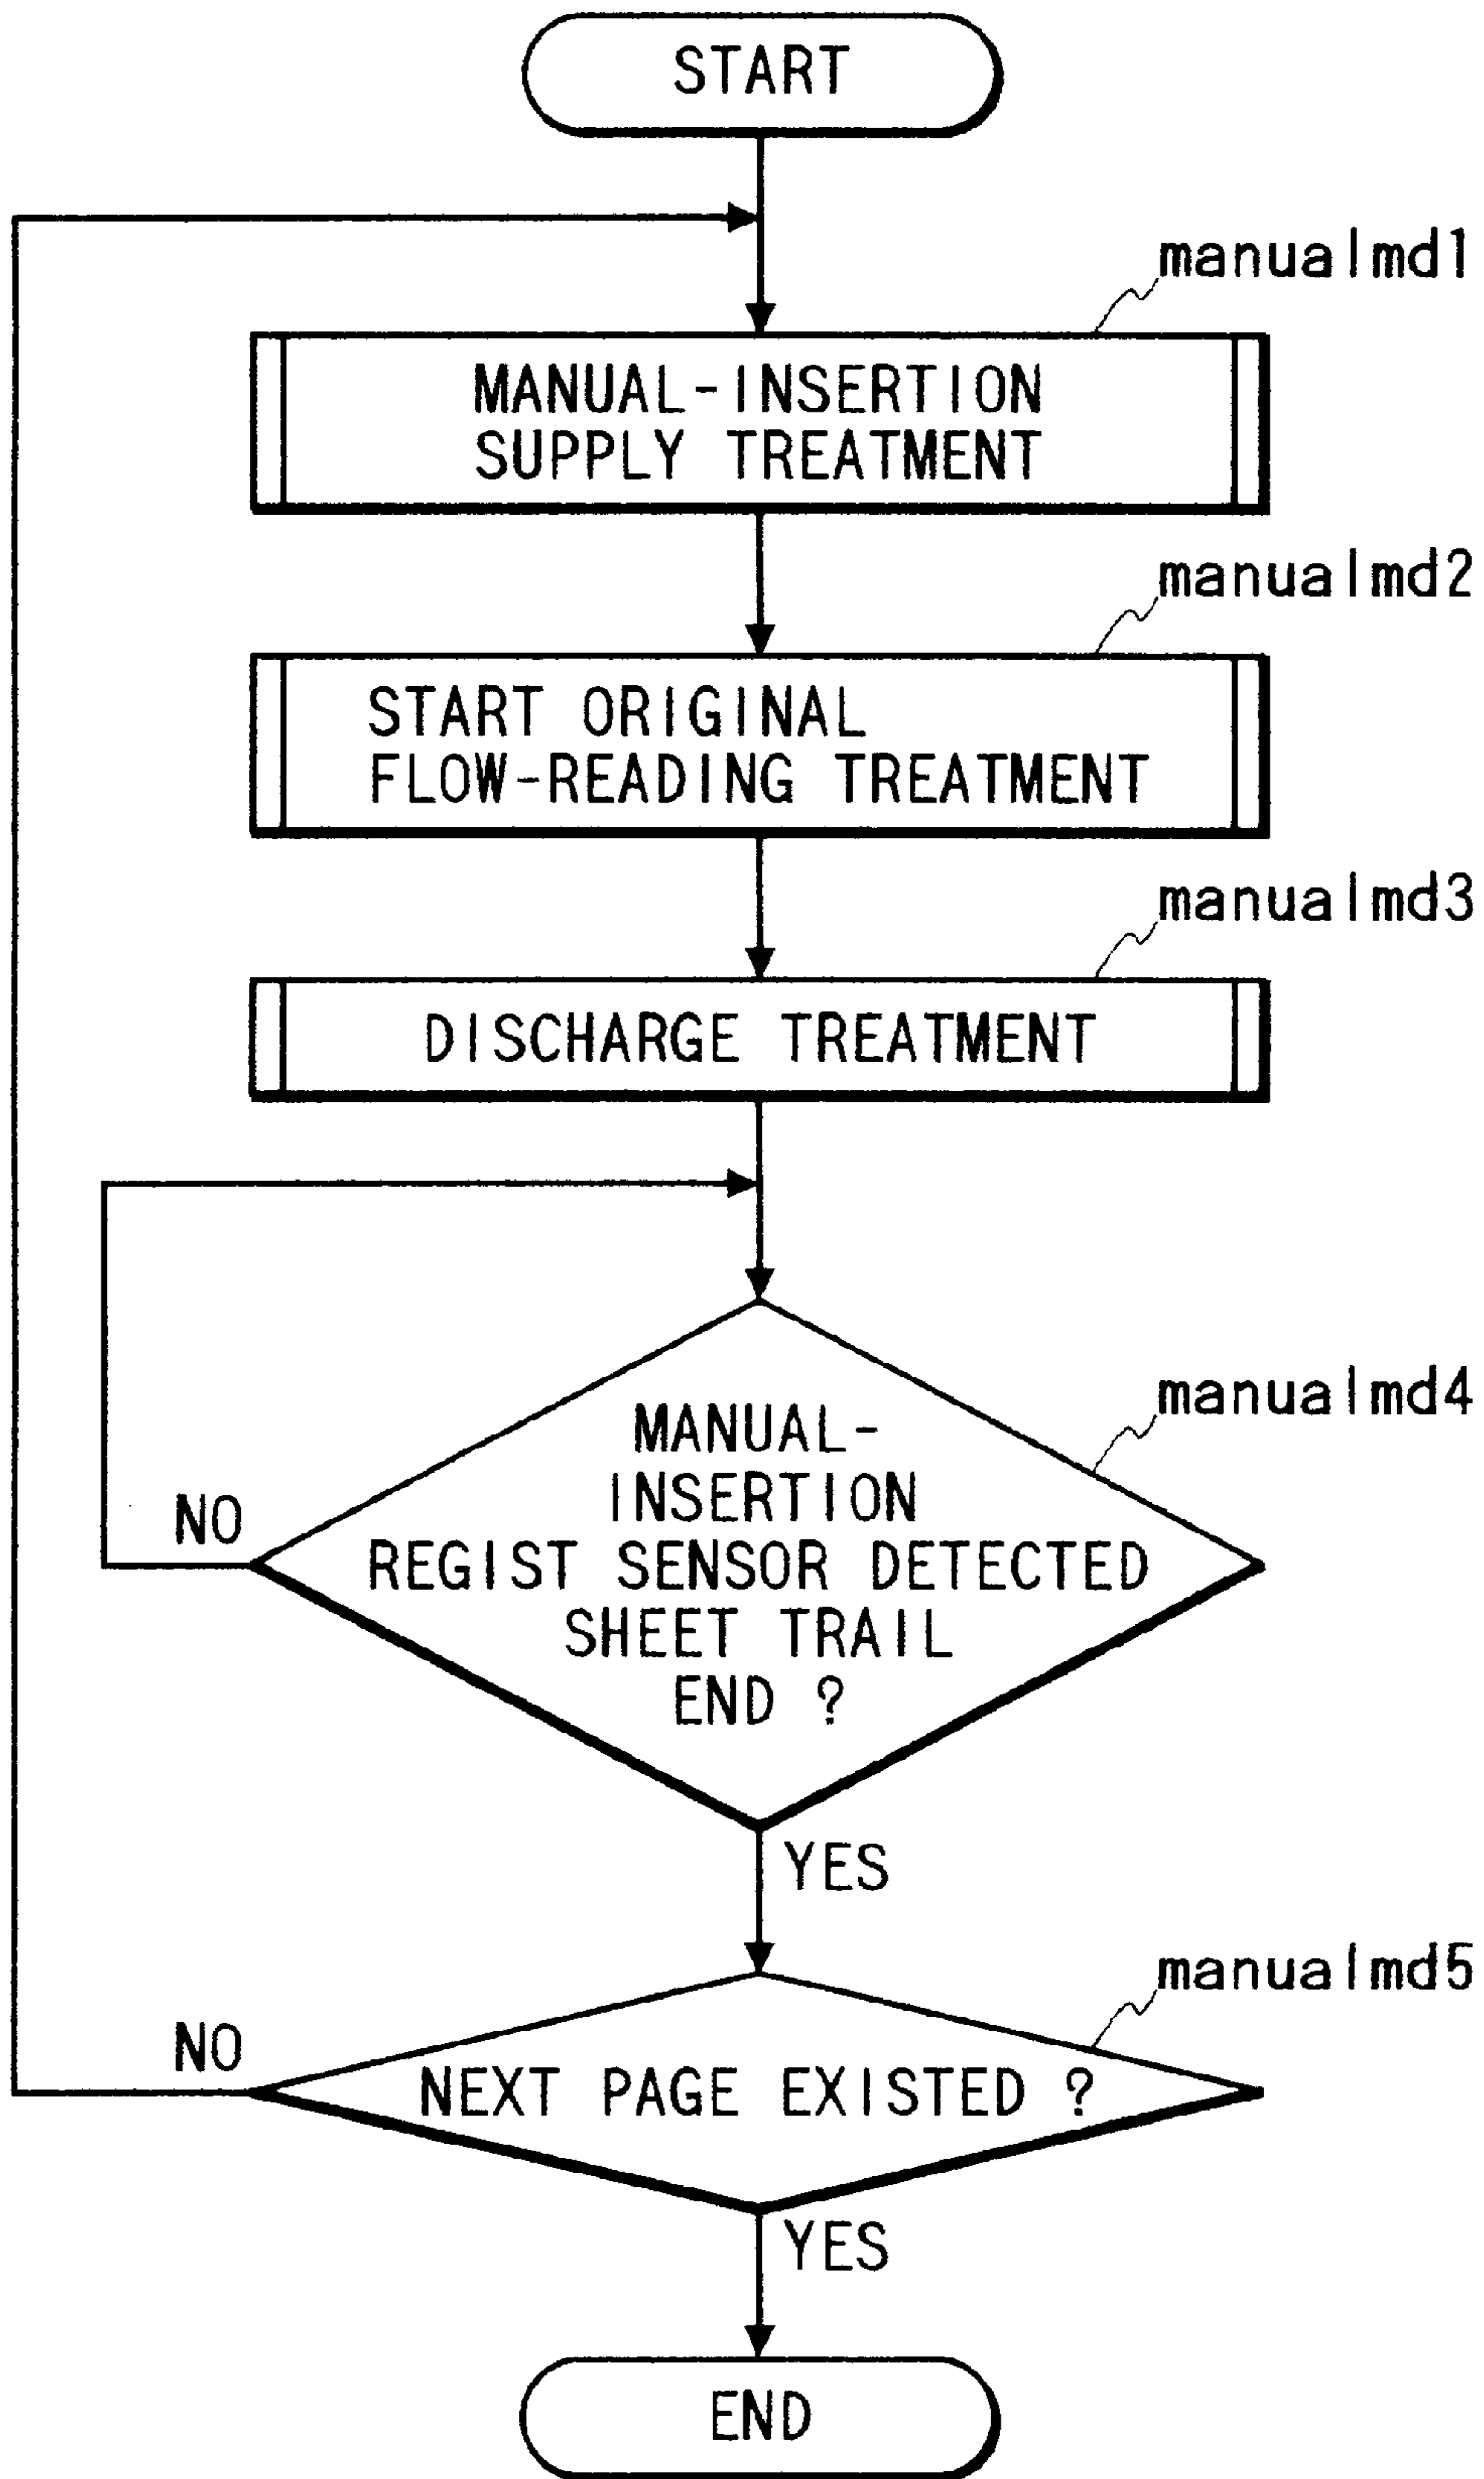 START
manualmd1
MANUAL-INSERTION
SUPPLY TREATMENT
manualmd2
START ORIGINAL
FLOW-READING TREATMENT
manualmd3
DISCHARGE TREATMENT
manualmd4
MANUAL-
INSERTION
NO
REGIST SENSOR DETECTED
SHEET TRAIL
END ?
YES
manualmd5
NO
NEXT PAGE EXISTED ?
YES
END